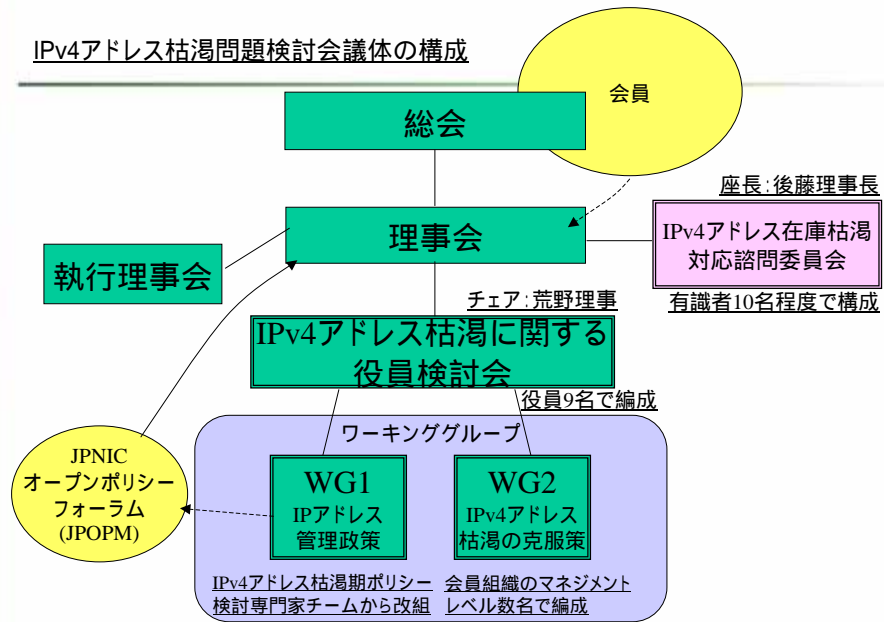 IPv4アドレス枯渇問題検討会議体の構成
会員
総会
座長：後藤理事長
理事会
IPv4アドレス在庫枯渇
対応諮問委員会
執行理事会
有識者10名程度で構成
チェア：荒野理事
IPv4アドレス枯渇に関する
役員検討会
役員9名で編成
ワーキンググループ
JPNIC
オープンポリシー
フォーラム
(JPOPM)
WG1
IPアドレス
管理政策
WG2
IPv4アドレス
枯渇の克服策
IPv4アドレス枯渇期ポリシー
検討専門家チームから改組
会員組織のマネジメント
レベル数名で編成